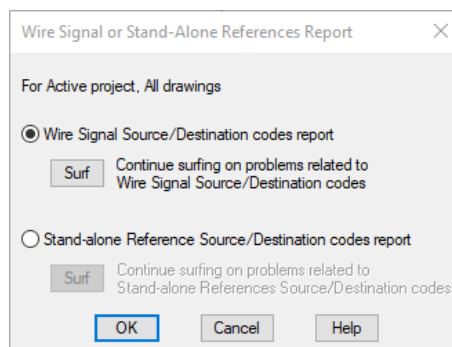 Wire Signal or Stand-Alone References Report
For Active project, All drawings
Wire Signal Source/Destination codes report
Surf
Continue surfing on problems related to
Wire Signal Source/Destination codes
Stand-alone Reference Source/Destination codes report
Surf
Continue surfing on problems related to
Stand-alone References Source/Destination codes
OK Cancel Help